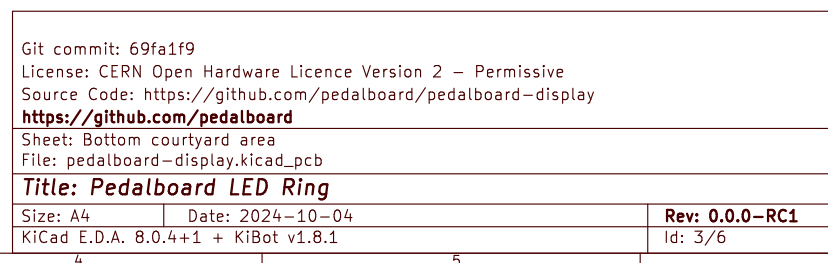 Git commit: 69fa1f9
License: CERN Open Hardware Licence Version 2 - Permissive
Source Code: https://github.com/pedalboard/pedalboard-display
https://github.com/pedalboard
Sheet: Bottom courtyard area
File: pedalboard-display.kicad_pcb
Title: Pedalboard LED Ring
Size: A4 Date: 2024-10-04 Rev: 0.0.0-RC1
KiCad E.D.A. 8.0.4+1 + KiBot v1.8.1 Id: 3/6
4 5